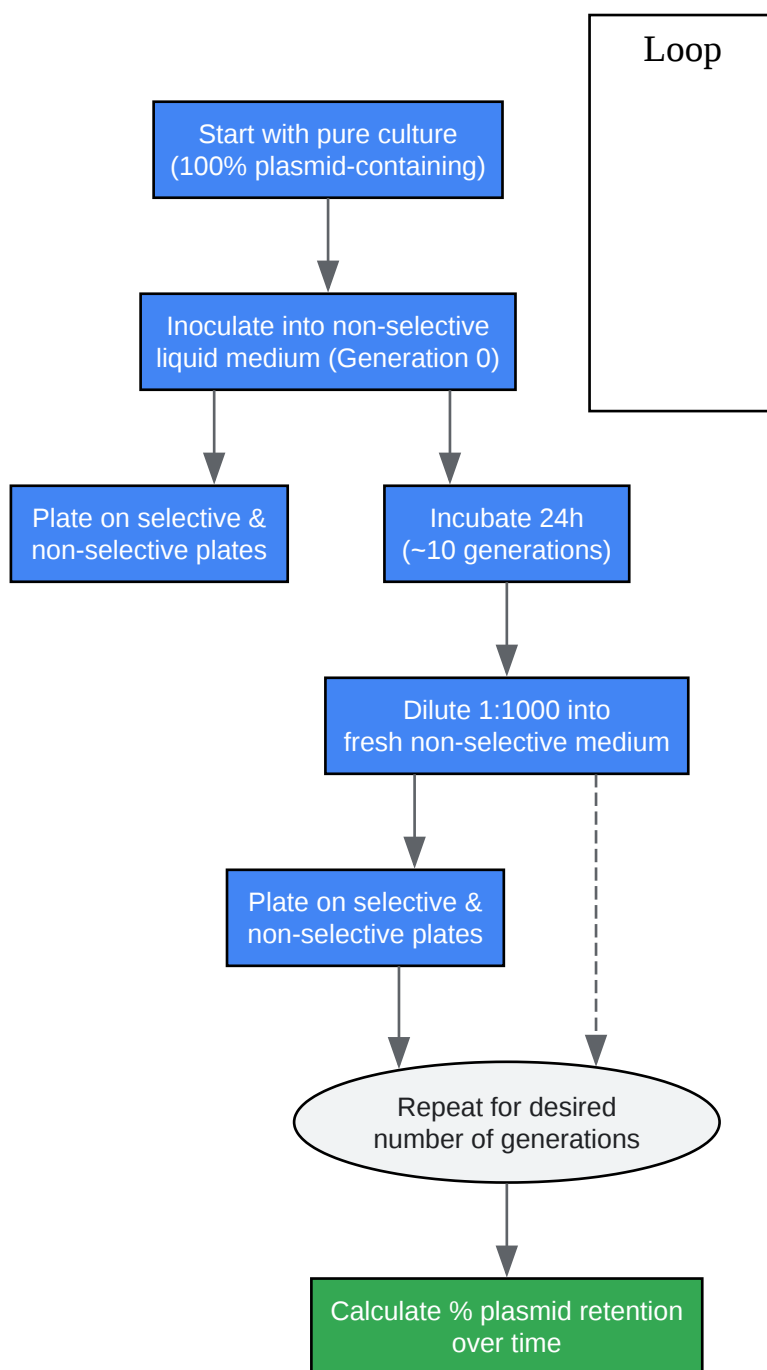 Loop
Start with pure culture
(100% plasmid-containing)
Inoculate into non-selective
liquid medium (Generation 0)
Plate on selective &
non-selective plates
Incubate 24h
(~10 generations)
Dilute 1:1000 into
fresh non-selective medium
Plate on selective &
non-selective plates
Repeat for desired
number of generations
Calculate % plasmid retention
over time